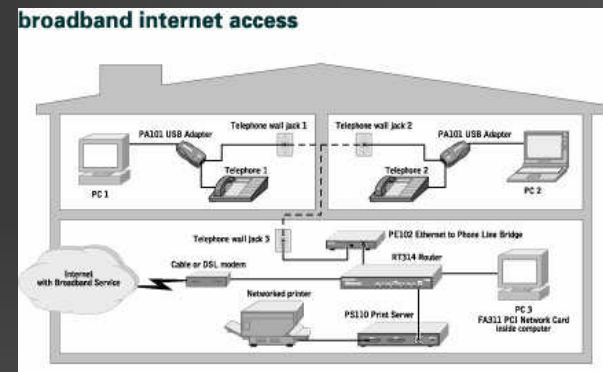 broadband internet access
PA101 USB Adapter
Telephone wall jack 1
Telephone wall jack 2
PA101 USB Adapter
PC 1
Telephone 1
Telephone 2
PC 2
Telephone wall jack 3
PE102 Ethernet to Phone Line Bridge
RT314 Router
Cable or DSL modem
Internet
with Broadband Service
Networked printer
PS110 Print Server
PC 3
FA311 PCI Network Card
inside computer